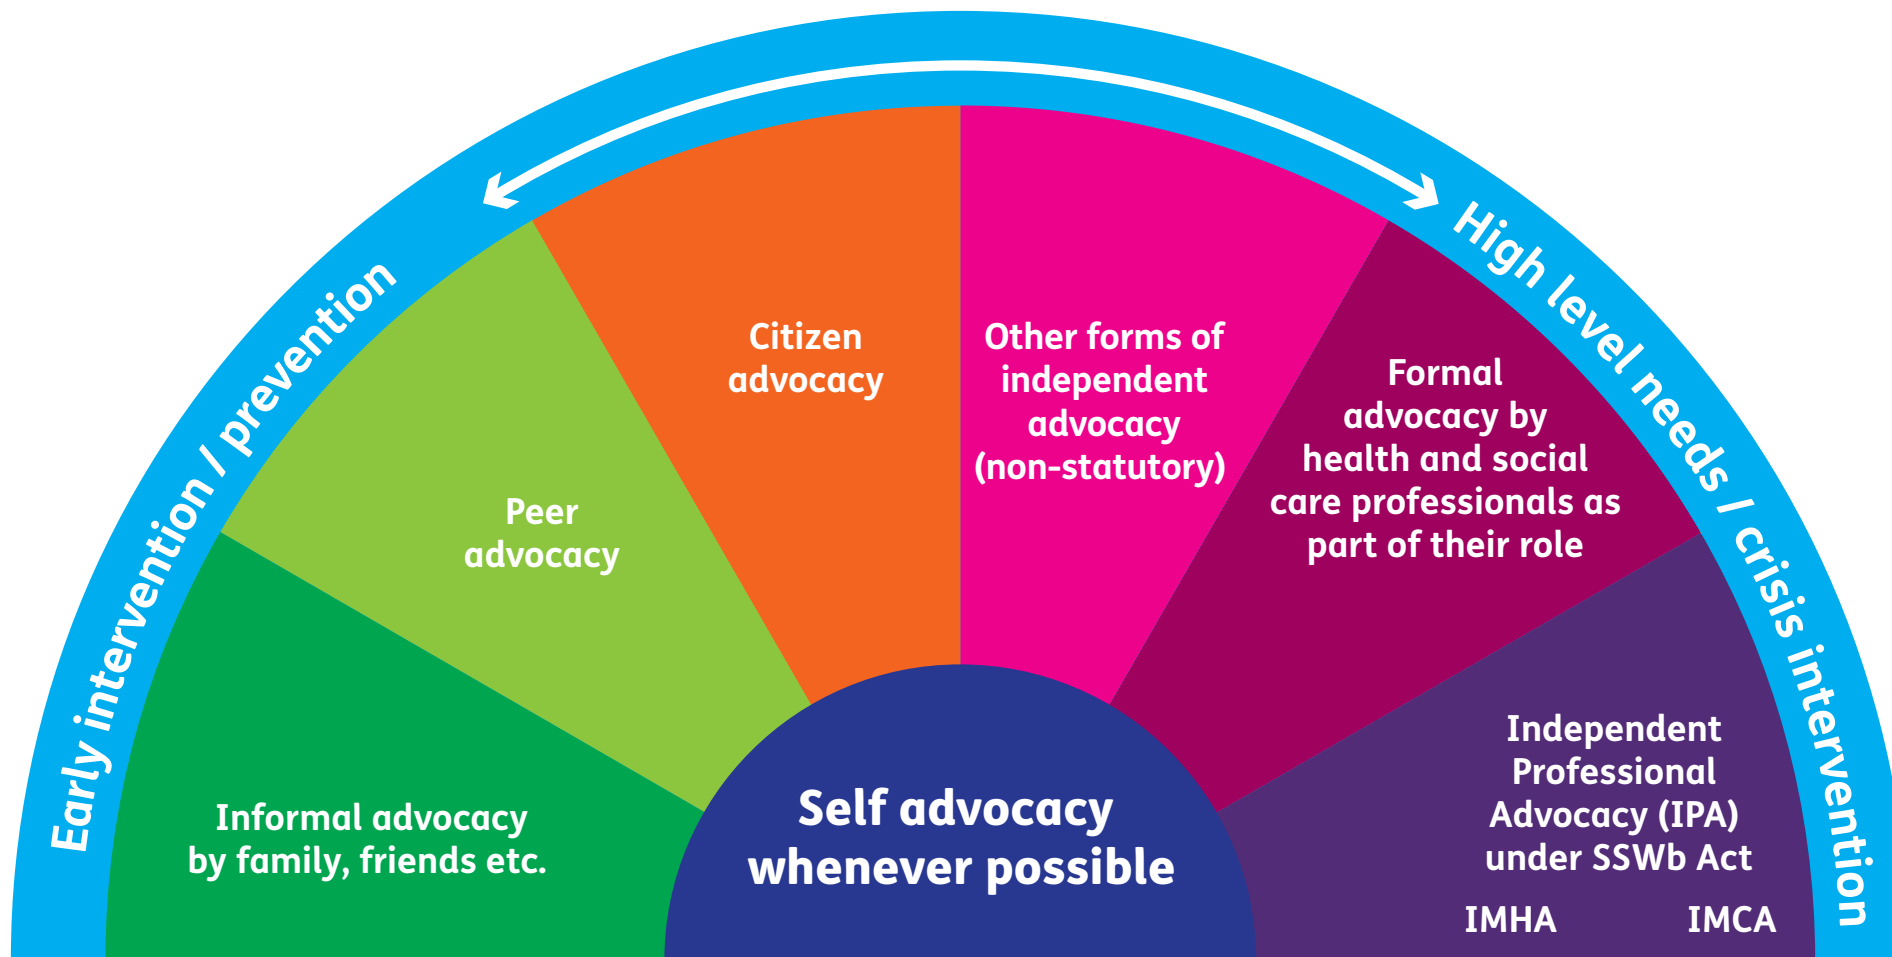 Early intervention / prevention
High level needs / crisis intervention
Informal advocacy
by family, friends etc.
Peer
advocacy
Citizen
advocacy
Other forms of
independent
advocacy
(non-statutory)
Formal
advocacy by
health and social
care professionals as
part of their role
Independent
Professional
Advocacy (IPA)
under SSWb Act
IMHA IMCA
Self advocacy
whenever possible